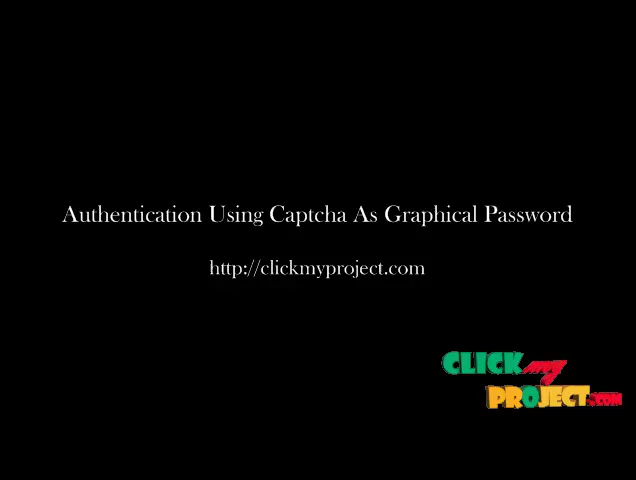 Authentication Using Captcha As Graphical Password
http://clickmyproject.com
CLICK my
PROJECT.COM